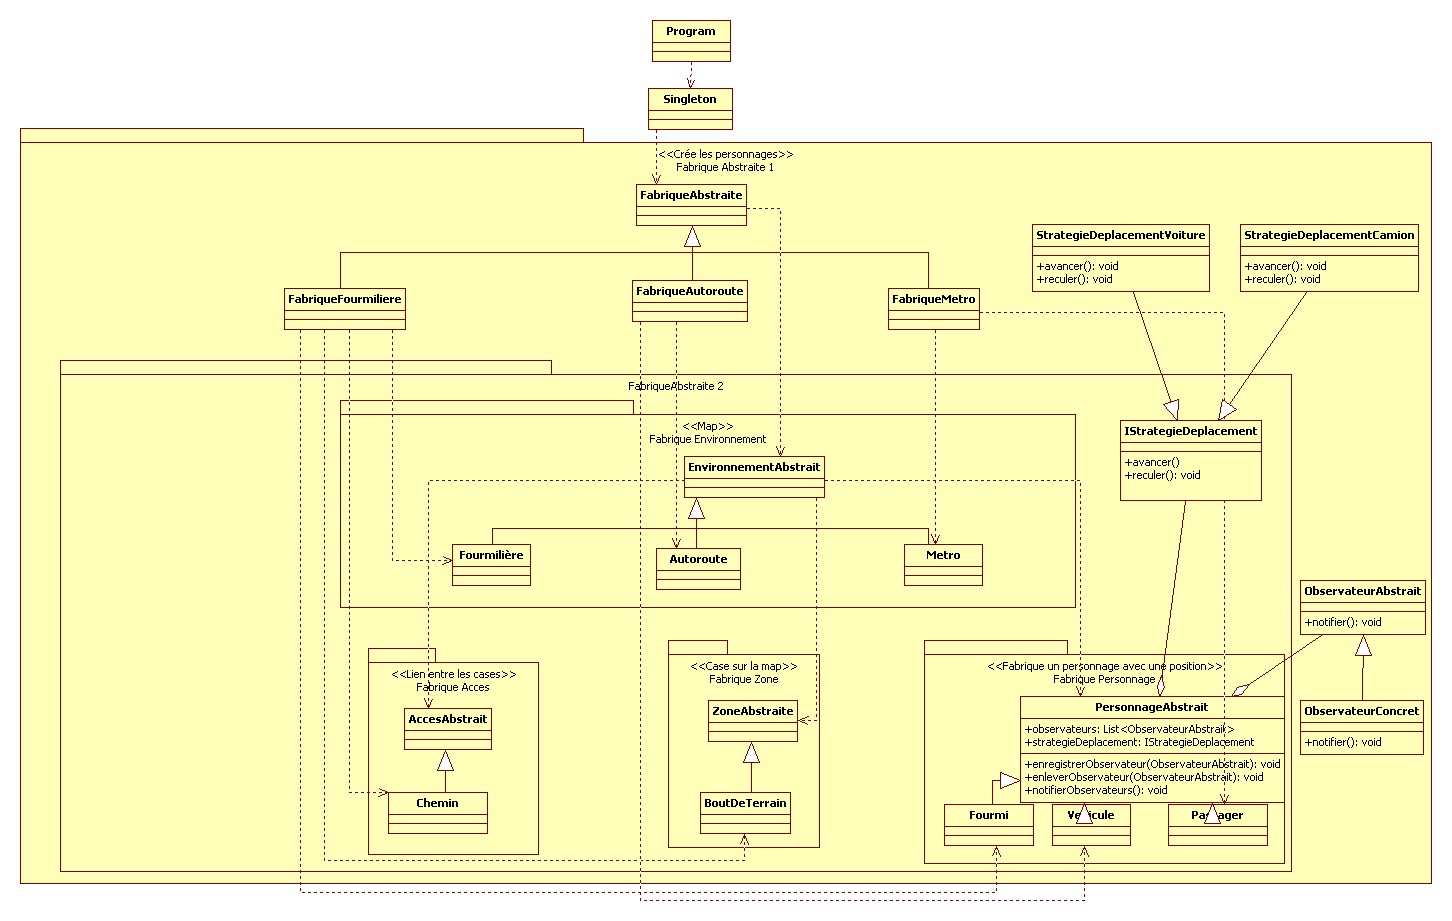 Program
Singleton
<<Crée les personnages>>
Fabrique Abstraite 1
FabriqueAbstraite
StrategieDeplacementVoiture
+avancer(): void
+reculer(): void
StrategieDeplacementCamion
+avancer(): void
+reculer(): void
FabriqueFourmiliere
FabriqueAutoroute
FabriqueMetro
FabriqueAbstraite 2
<<Map>>
Fabrique Environnement
EnvironnementAbstrait
IStrategieDeplacement
+avancer()
+reculer(): void
Fourmilière
Autoroute
Metro
ObservateurAbstrait
+notifier(): void
<<Lien entre les cases>>
Fabrique Acces
AccesAbstrait
Chemin
<<Case sur la map>>
Fabrique Zone
ZoneAbstraite
BoutDeTerrain
<<Fabrique un personnage avec une position>>
Fabrique Personnage
PersonnageAbstrait
+observateurs: List<ObservateurAbstrait>
+strategieDeplacement: IStrategieDeplacement
+enregistrerObservateur(ObservateurAbstrait): void
+enleverObservateur(ObservateurAbstrait): void
+notifierObservateurs(): void
ObservateurConcret
+notifier(): void
Fourmi
Vehicule
Passager